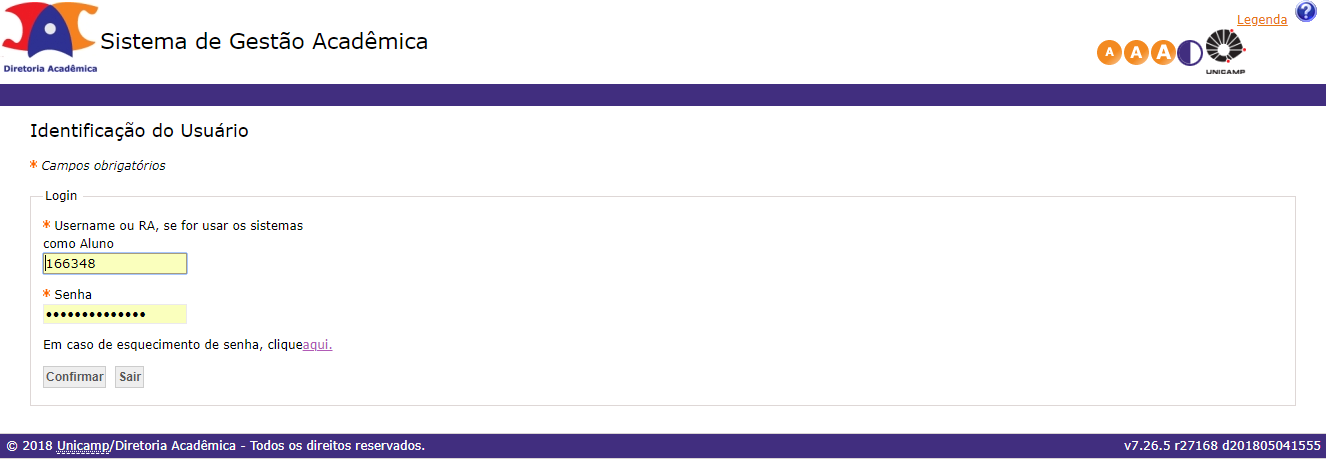 Legenda
?
Sistema de Gestão Acadêmica
A A A
Diretoria Acadêmica
UNICAMP
Identificação do Usuário
* Campos obrigatórios
Login
* Username ou RA, se for usar os sistemas
como Aluno
166348
* Senha
••••••••••••••
Em caso de esquecimento de senha, cliqueaqui.
Confirmar Sair
© 2018 Unicamp/Diretoria Acadêmica - Todos os direitos reservados. v7.26.5 r27168 d201805041555